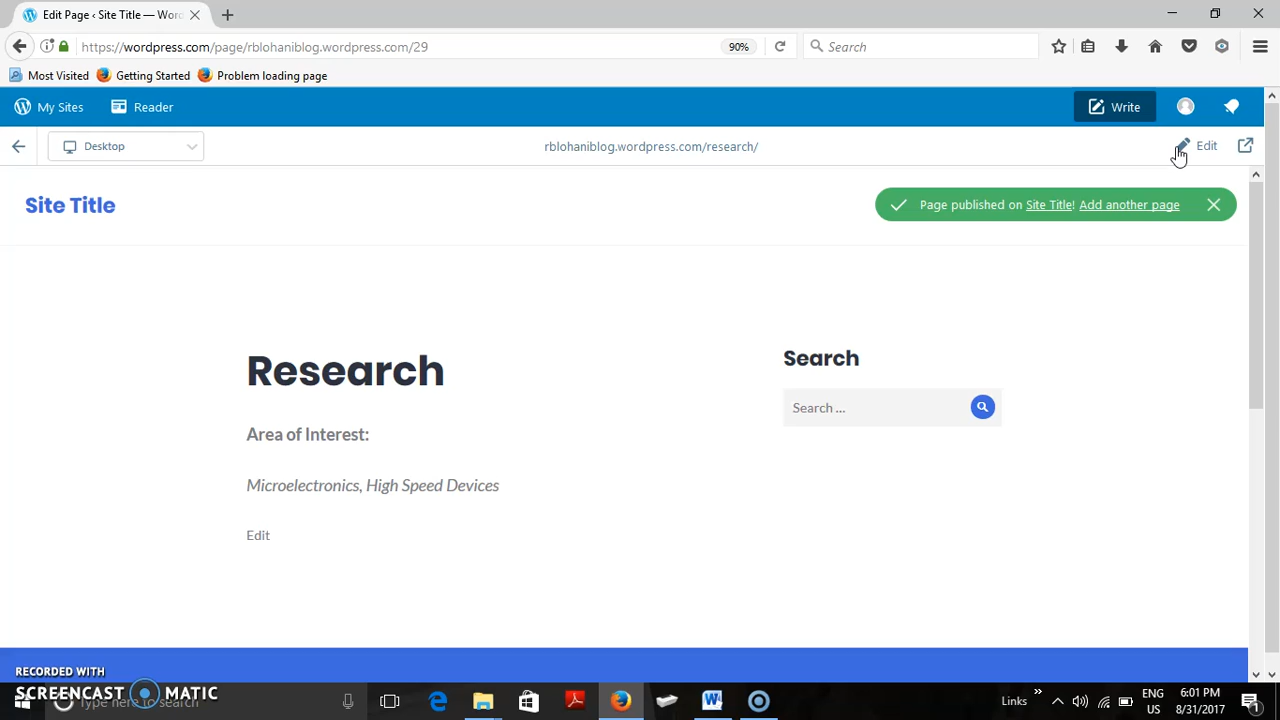 Edit Page ‹ Site Title — Wor
https://wordpress.com/page/rblohaniblog.wordpress.com/29
90%
Search
Most Visited
Getting Started
Problem loading page
My Sites
Reader
Write
Desktop
rblohaniblog.wordpress.com/research/
Edit
Site Title
Page published on Site Title! Add another page
Research
Search
Area of Interest:
Search ...
Microelectronics, High Speed Devices
Edit
RECORDED WITH
SCREENCAST MATIC
Type here to search
Links
ENG
US
6:01 PM
8/31/2017